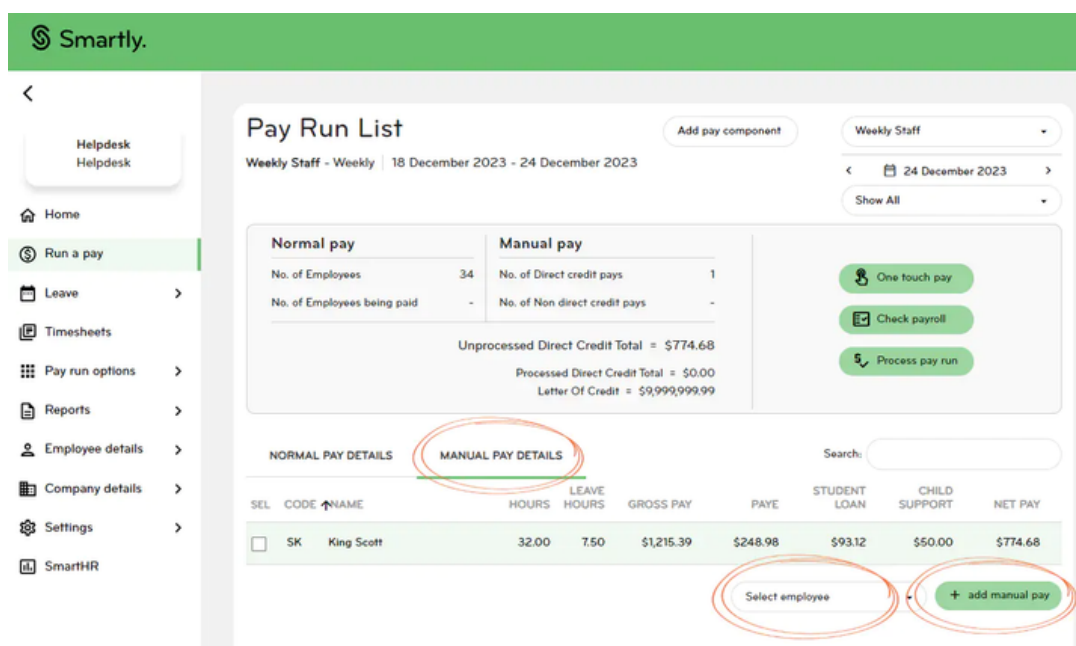 Smartly.
Helpdesk
Helpdesk
Home
Run a pay
Leave
Timesheets
Pay run options
Reports
Employee details
Company details
Settings
SmartHR
Pay Run List
Add pay component
Weekly Staff
Weekly Staff - Weekly | 18 December 2023 - 24 December 2023
24 December 2023
Show All
Normal pay
No. of Employees 34
No. of Employees being paid -
Manual pay
No. of Direct credit pays 1
No. of Non direct credit pays -
Unprocessed Direct Credit Total = $774.68
Processed Direct Credit Total = $0.00
Letter Of Credit = $9,999,999.99
One touch pay
Check payroll
Process pay run
NORMAL PAY DETAILS MANUAL PAY DETAILS Search:
SEL CODE NAME HOURS LEAVE HOURS GROSS PAY PAYE STUDENT LOAN CHILD SUPPORT NET PAY
SK King Scott 32.00 7.50 $1,215.39 $248.98 $93.12 $50.00 $774.68
Select employee + add manual pay